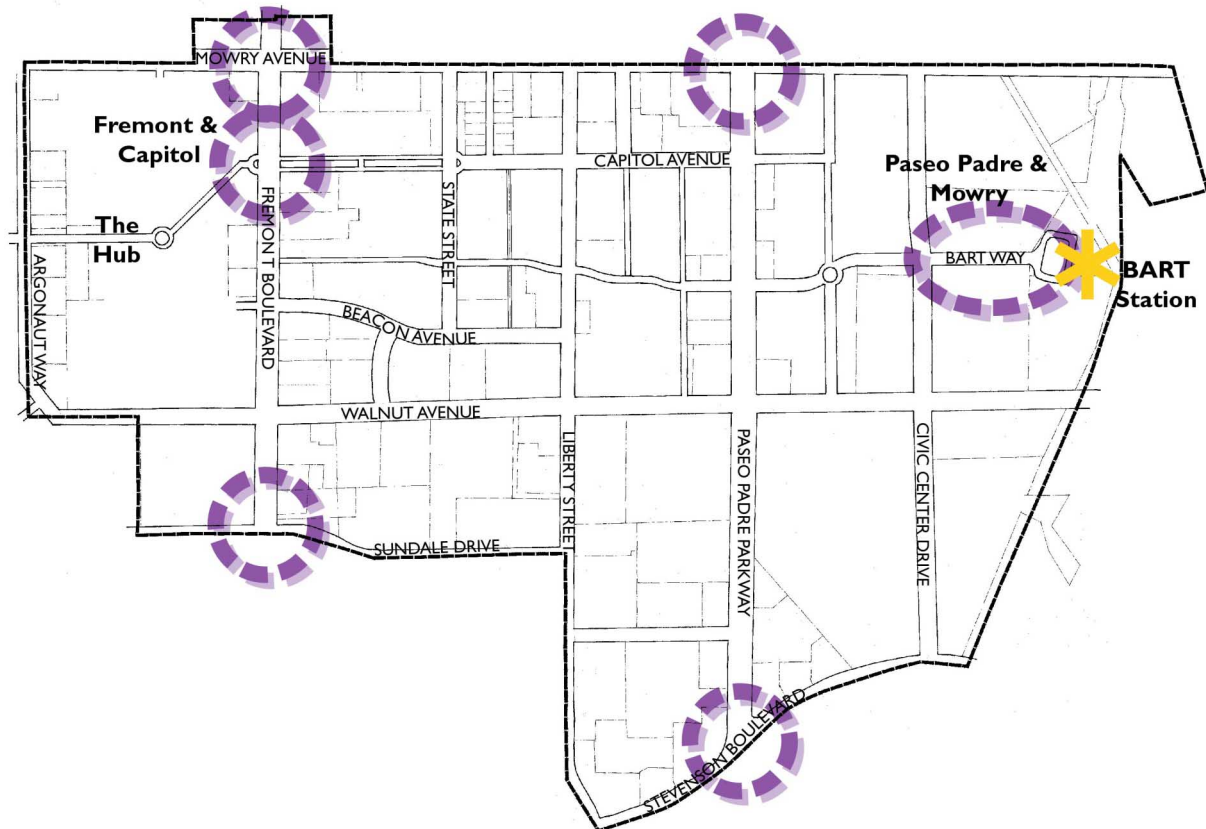 MOWRY AVENUE
Fremont &
Capitol
CAPITOL AVENUE
Paseo Padre &
Mowry
The
Hub
FREMONT BOULEVARD
STATE STREET
ARGONAUT WAY
BART WAY
BART
Station
BEACON AVENUE
WALNUT AVENUE
LIBERTY STREET
PASEO PADRE PARKWAY
CIVIC CENTER DRIVE
SUNDALE DRIVE
STEVENSON BOULEVARD